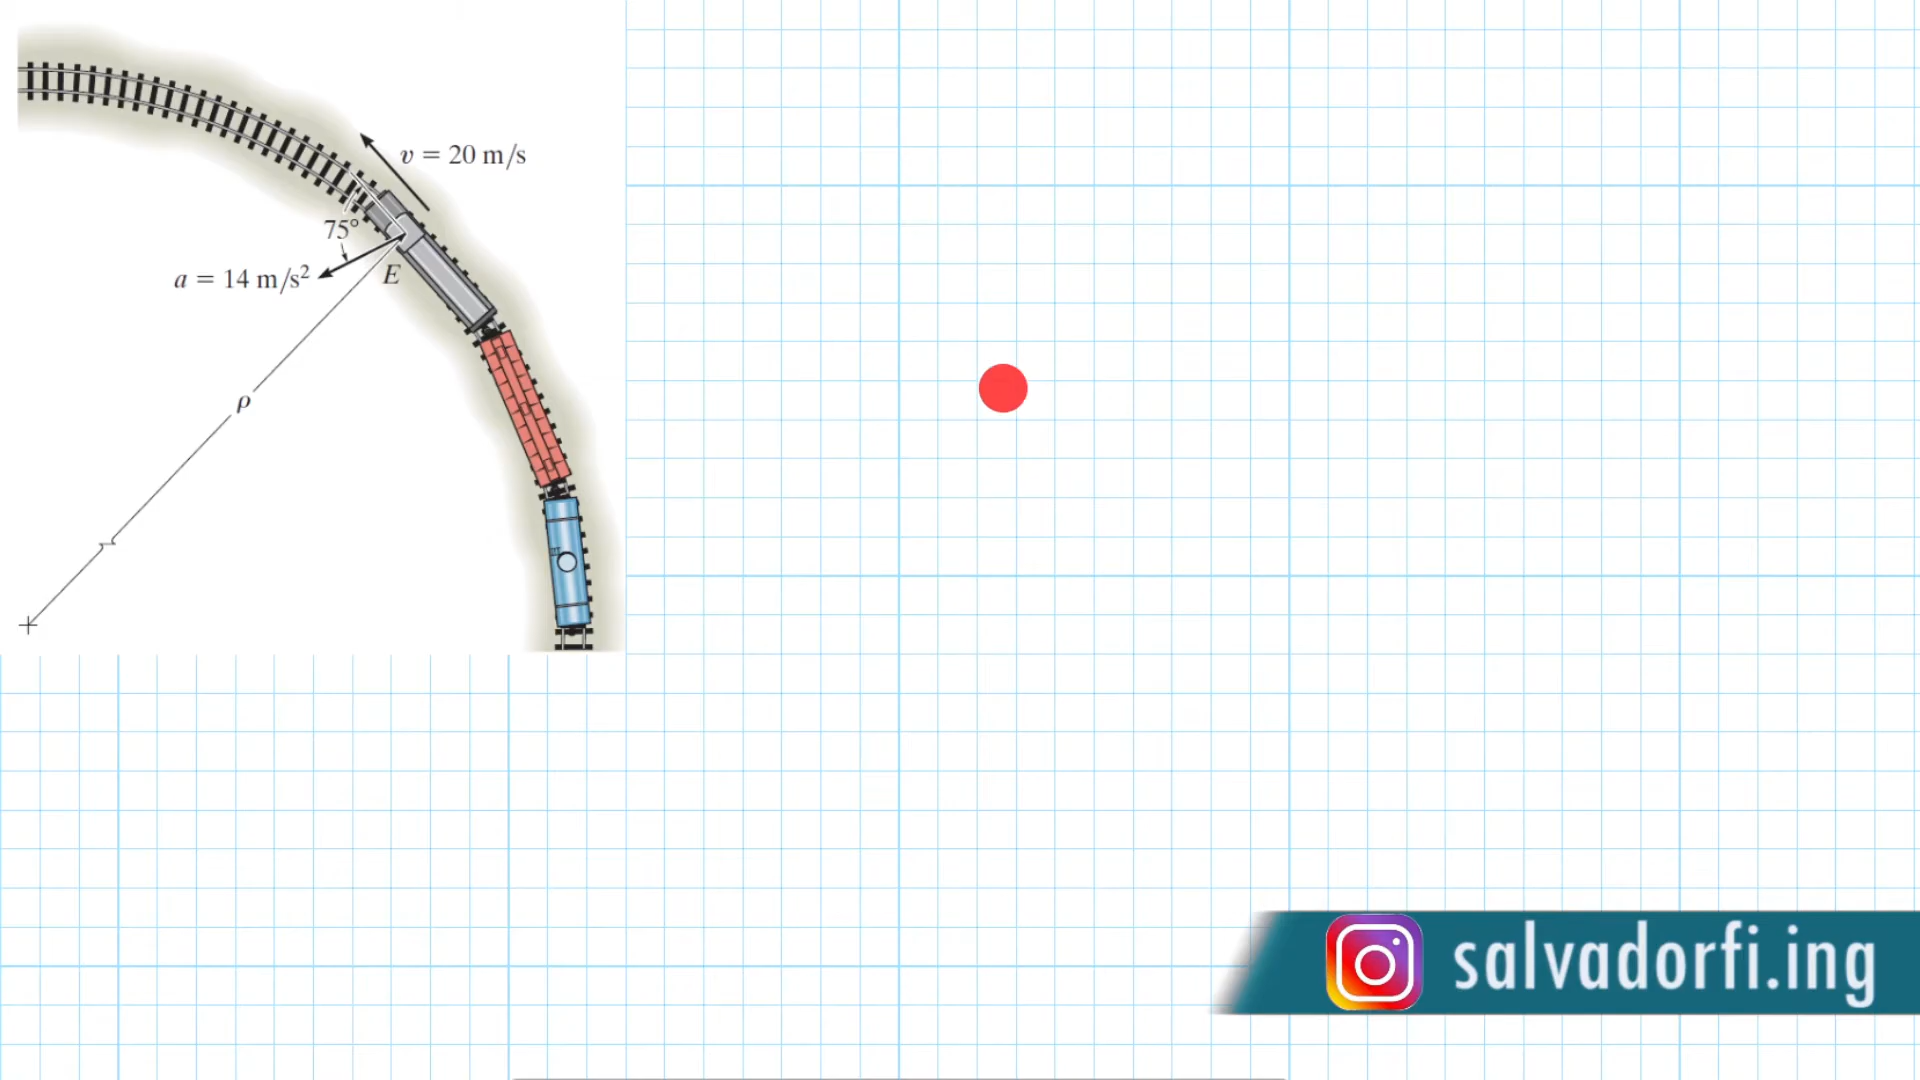 v = 20 m/s
75°
a = 14 m/s²
E
ρ
salvadorfi.ing